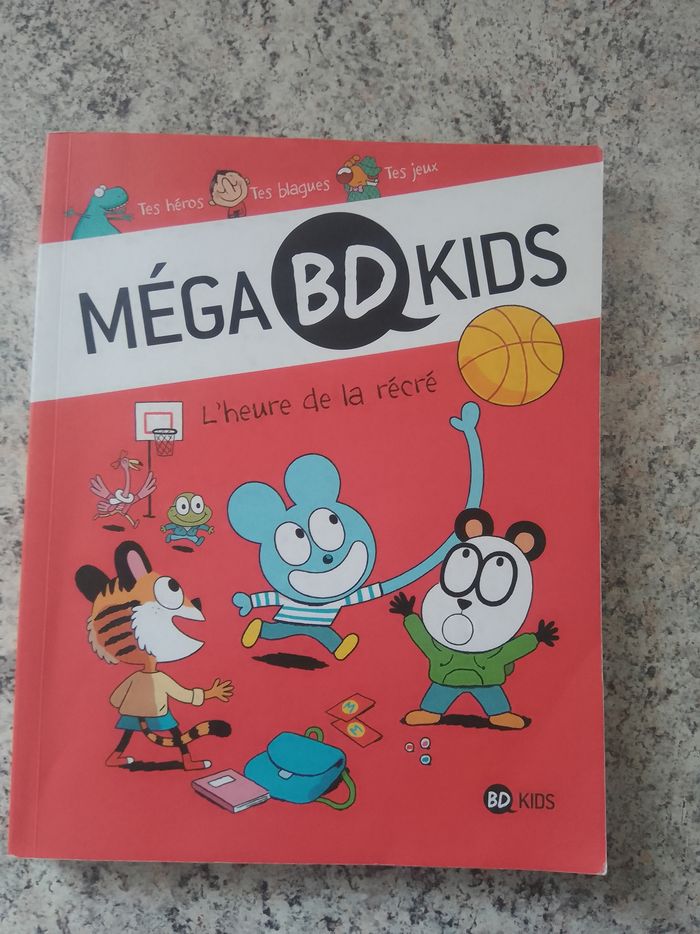 Tes héros Tes blagues Tes jeux
MÉGA BD KIDS
L'heure de la récré
M
M
BD KIDS